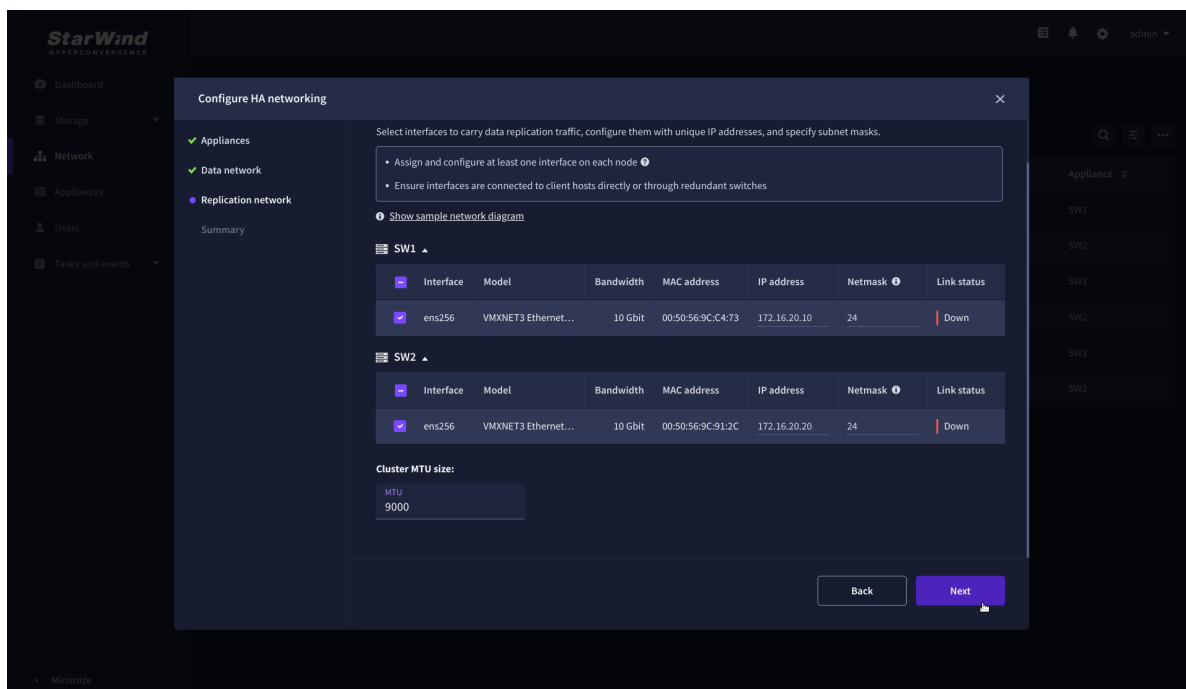 StarWind
HYPERCONVERGENCE
admin
Dashboard
Storage
Network
Appliances
Users
Tasks and events
Minimize
Appliance
SW1
SW2
SW1
SW2
SW1
SW2
Configure HA networking
Appliances
Data network
Replication network
Summary
Select interfaces to carry data replication traffic, configure them with unique IP addresses, and specify subnet masks.
• Assign and configure at least one interface on each node
• Ensure interfaces are connected to client hosts directly or through redundant switches
Show sample network diagram
SW1
Interface Model Bandwidth MAC address IP address Netmask Link status
ens256 VMXNET3 Ethernet... 10 Gbit 00:50:56:9C:C4:73 172.16.20.10 24 Down
SW2
Interface Model Bandwidth MAC address IP address Netmask Link status
ens256 VMXNET3 Ethernet... 10 Gbit 00:50:56:9C:91:2C 172.16.20.20 24 Down
Cluster MTU size:
MTU
9000
Back Next